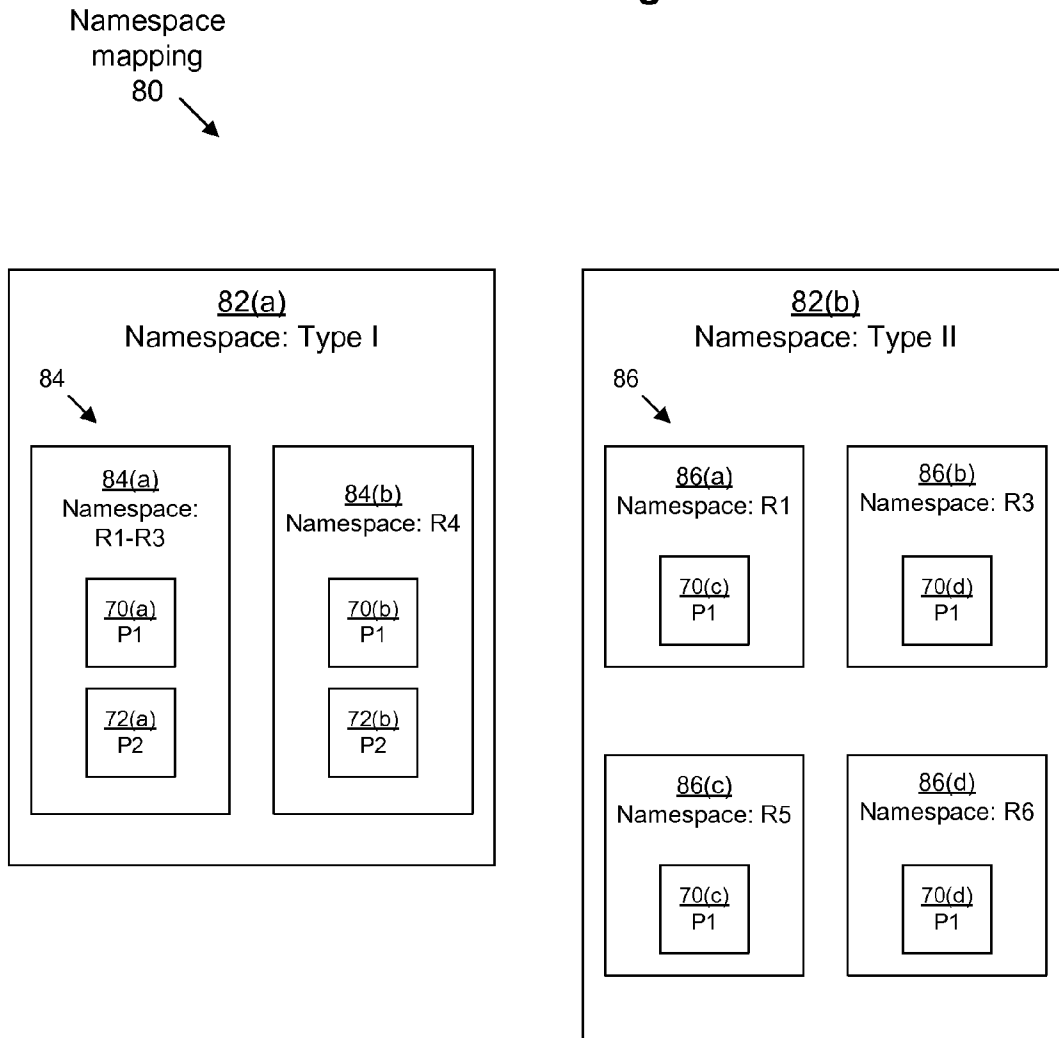 Namespace
mapping
80
82(a)
Namespace: Type I
84
84(a)
Namespace:
R1-R3
70(a)
P1
72(a)
P2
84(b)
Namespace: R4
70(b)
P1
72(b)
P2
82(b)
Namespace: Type II
86
86(a)
Namespace: R1
70(c)
P1
86(b)
Namespace: R3
70(d)
P1
86(c)
Namespace: R5
70(c)
P1
86(d)
Namespace: R6
70(d)
P1